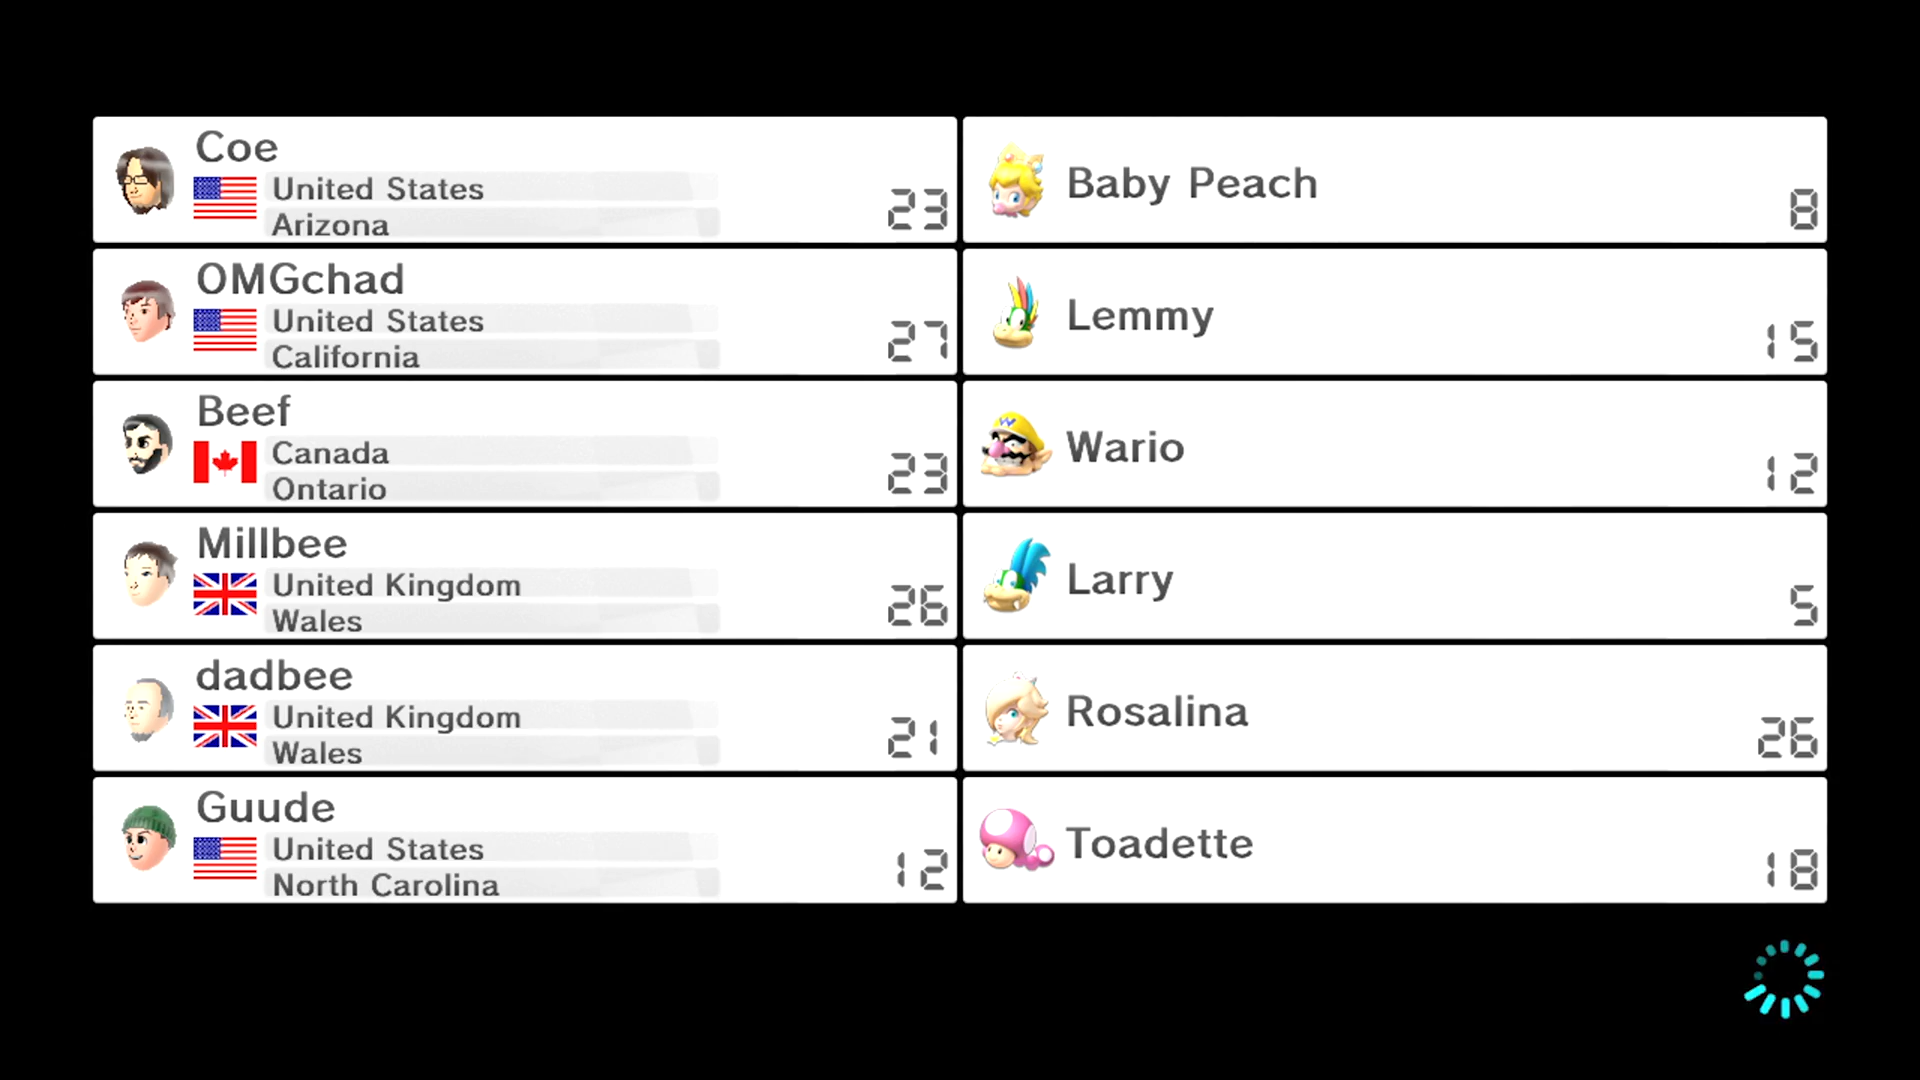 Coe
United States
Arizona
23
Baby Peach
8
OMGchad
United States
California
27
Lemmy
15
Beef
Canada
Ontario
23
Wario
12
Millbee
United Kingdom
Wales
26
Larry
5
dadbee
United Kingdom
Wales
21
Rosalina
26
Guude
United States
North Carolina
12
Toadette
18